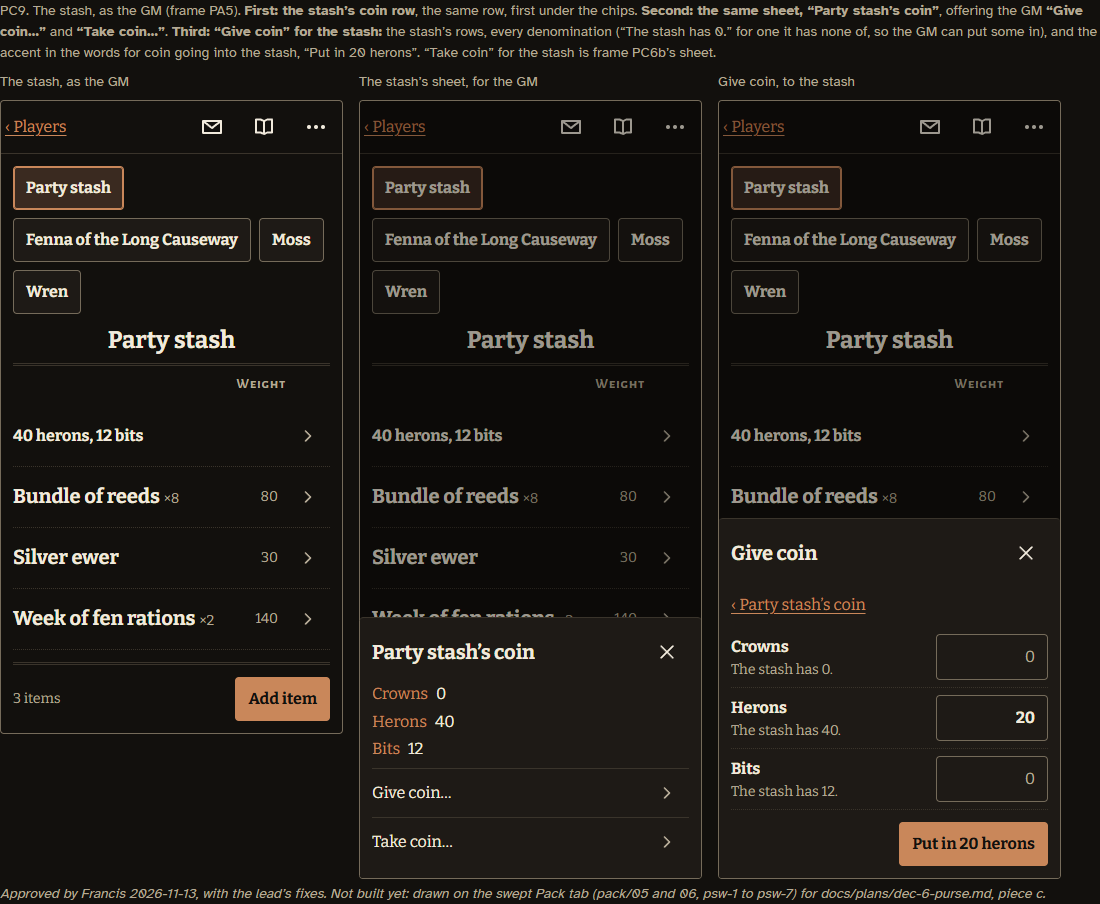 PC9. The stash, as the GM (frame PA5). First: the stash’s coin row, the same row, first under the chips. Second: the same sheet, “Party stash’s coin”, offering the GM “Give
coin…” and “Take coin…”. Third: “Give coin” for the stash: the stash’s rows, every denomination (“The stash has 0.” for one it has none of, so the GM can put some in), and the
accent in the words for coin going into the stash, “Put in 20 herons”. “Take coin” for the stash is frame PC6b’s sheet.
The stash, as the GM
‹ Players
Party stash
Fenna of the Long Causeway
Moss
Wren
Party stash
Weight
40 herons, 12 bits
Bundle of reeds ×8 80
Silver ewer 30
Week of fen rations ×2 140
3 items
Add item
The stash’s sheet, for the GM
‹ Players
Party stash
Fenna of the Long Causeway
Moss
Wren
Party stash
Weight
40 herons, 12 bits
Bundle of reeds ×8 80
Silver ewer 30
Week of fen rations 2 140
Party stash’s coin
Crowns 0
Herons 40
Bits 12
Give coin…
Take coin…
Give coin, to the stash
‹ Players
Party stash
Fenna of the Long Causeway
Moss
Wren
Party stash
Weight
40 herons, 12 bits
Bundle of reeds ×8 80
Give coin
‹ Party stash’s coin
Crowns
The stash has 0.
0
Herons
The stash has 40.
20
Bits
The stash has 12.
0
Put in 20 herons
Approved by Francis 2026-11-13, with the lead’s fixes. Not built yet: drawn on the swept Pack tab (pack/05 and 06, psw-1 to psw-7) for docs/plans/dec-6-purse.md, piece c.